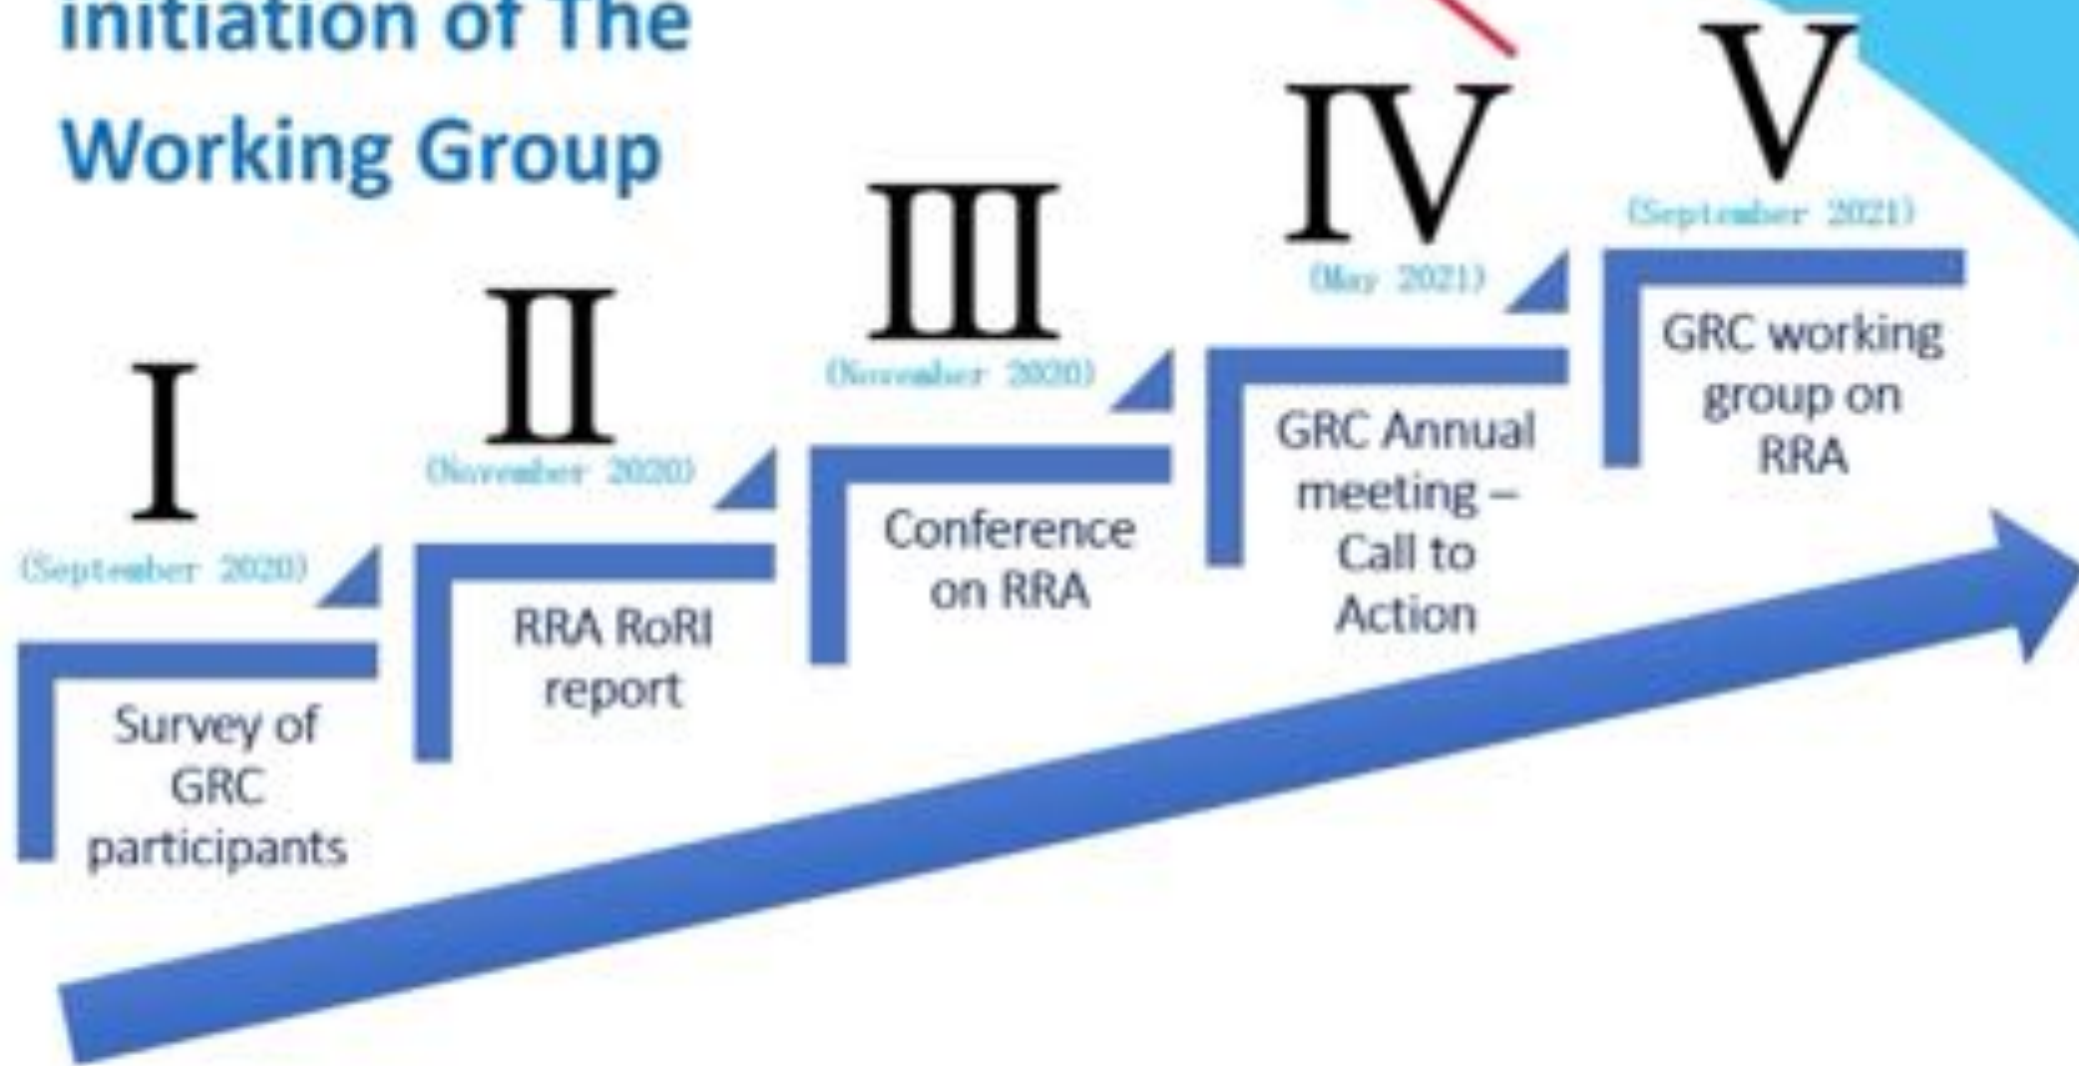 initiation of The
Working Group
I
(September 2020)
Survey of
GRC
participants
II
(November 2020)
RRA RoRI
report
III
(November 2020)
Conference
on RRA
IV
(May 2021)
GRC Annual
meeting –
Call to
Action
V
(September 2021)
GRC working
group on
RRA